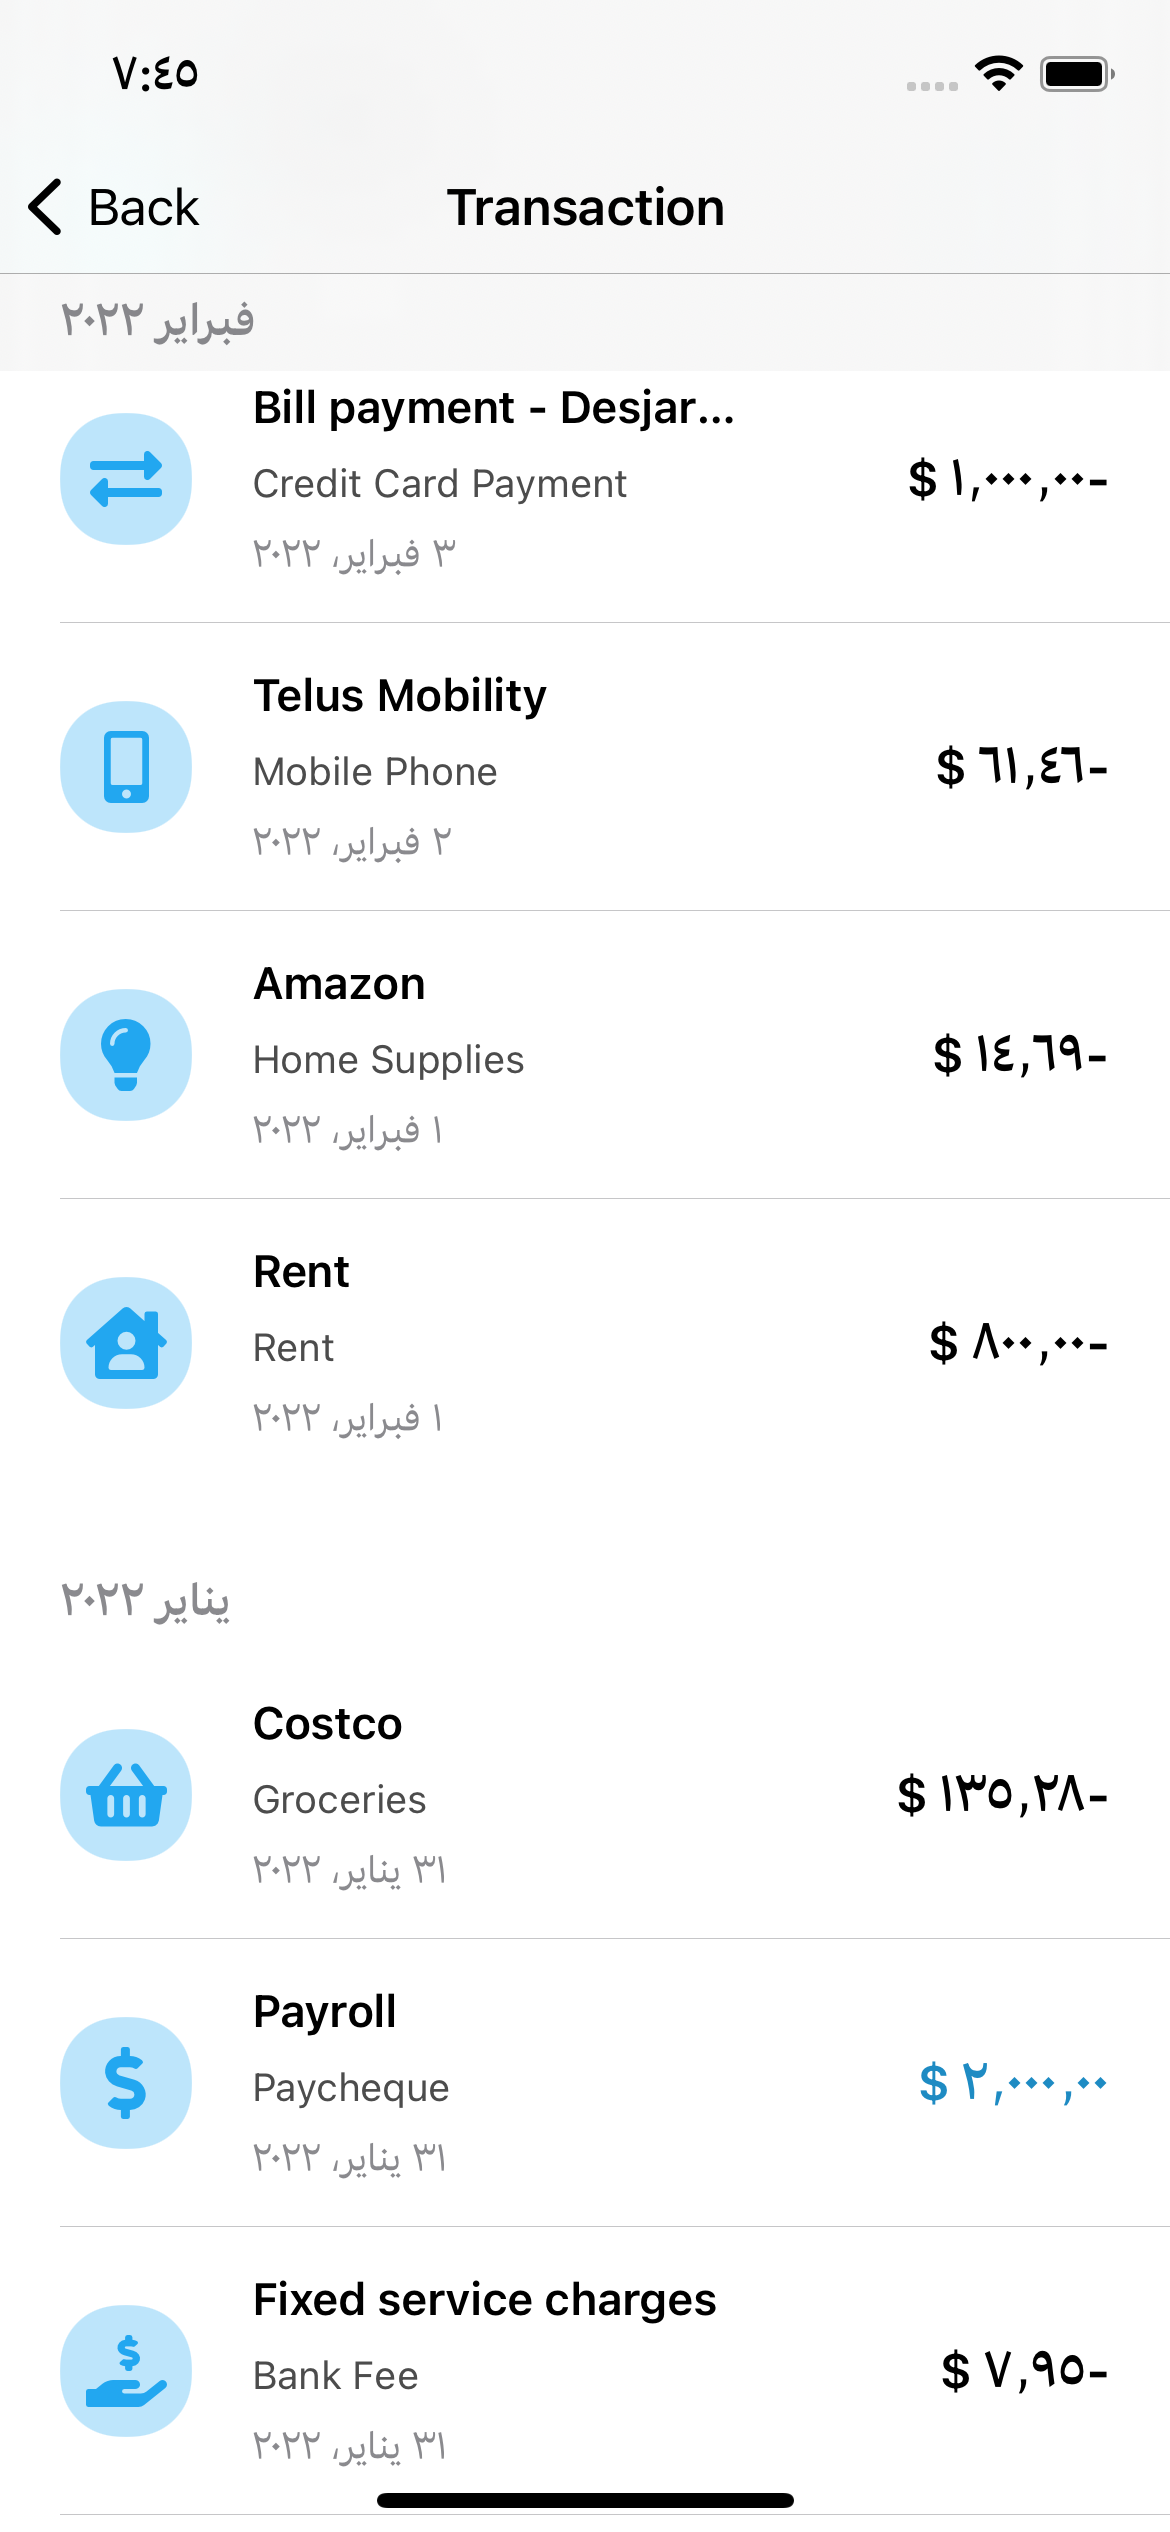 ٧:٤٥
Back
Transaction
فبراير ٢٠٢٢
Bill payment - Desjar...
Credit Card Payment
$ ١,٠٠٠,٠٠-
٣ فبراير، ٢٠٢٢
Telus Mobility
Mobile Phone
$ ٦١,٤٦-
٢ فبراير، ٢٠٢٢
Amazon
Home Supplies
$ ١٤,٦٩-
١ فبراير، ٢٠٢٢
Rent
Rent
$ ٨٠٠,٠٠-
١ فبراير، ٢٠٢٢
يناير ٢٠٢٢
Costco
Groceries
$ ١٣٥,٢٨-
٣١ يناير، ٢٠٢٢
Payroll
Paycheque
$ ٢,٠٠٠,٠٠
٣١ يناير، ٢٠٢٢
Fixed service charges
Bank Fee
$ ٧,٩٥-
٣١ يناير، ٢٠٢٢